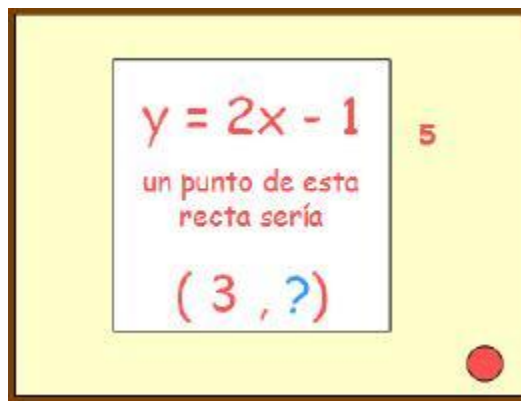 y = 2x - 1
5
un punto de esta
recta sería
( 3 , ?)